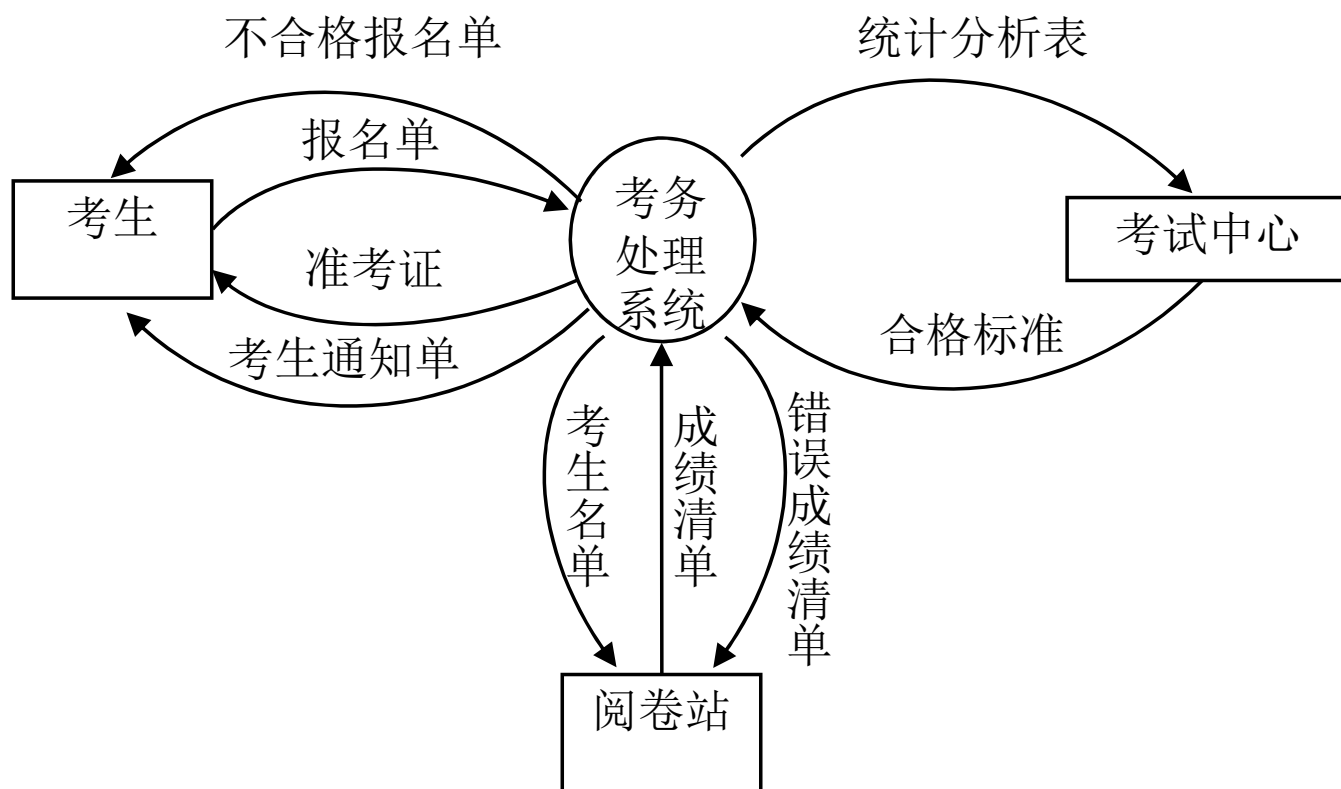 不合格报名单
统计分析表
报名单
考生
考务
处理
系统
考试中心
准考证
合格标准
考生通知单
考生名单
成绩清单
错误成绩清单
阅卷站